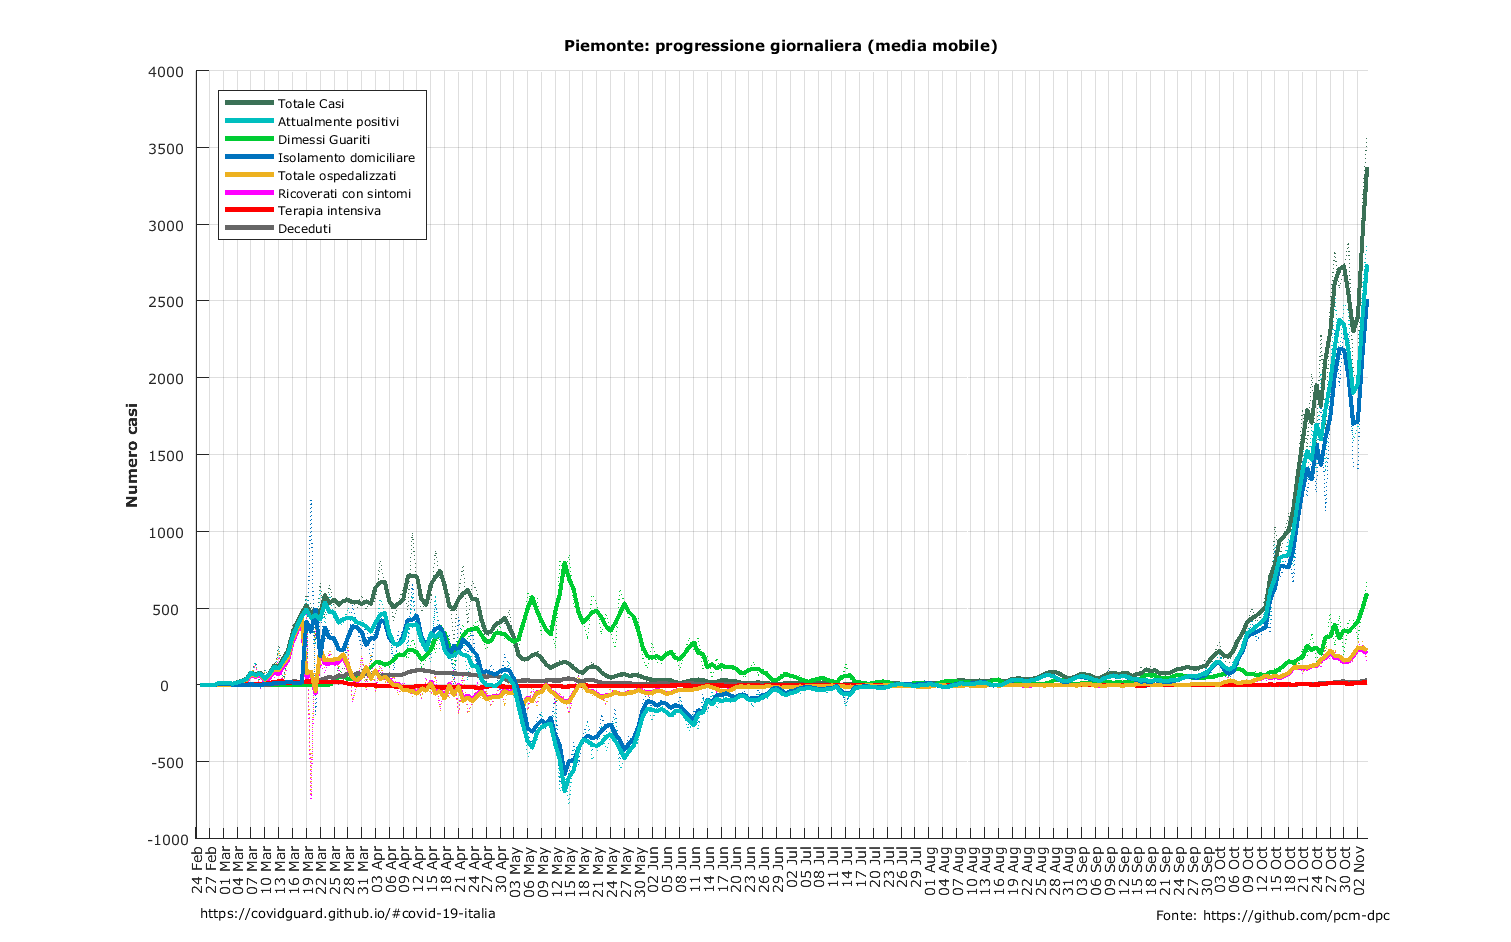 Piemonte: progressione giornaliera (media mobile)
4000
3500
3000
2500
2000
1500
1000
500
0
-500
-1000
Numero casi
Totale Casi
Attualmente positivi
Dimessi Guariti
Isolamento domiciliare
Totale ospedalizzati
Ricoverati con sintomi
Terapia intensiva
Deceduti
24 Feb
27 Feb
01 Mar
04 Mar
07 Mar
10 Mar
13 Mar
16 Mar
19 Mar
22 Mar
25 Mar
28 Mar
31 Mar
03 Apr
06 Apr
09 Apr
12 Apr
15 Apr
18 Apr
21 Apr
24 Apr
27 Apr
30 Apr
03 May
06 May
09 May
12 May
15 May
18 May
21 May
24 May
27 May
30 May
02 Jun
05 Jun
08 Jun
11 Jun
14 Jun
17 Jun
20 Jun
23 Jun
26 Jun
29 Jun
02 Jul
05 Jul
08 Jul
11 Jul
14 Jul
17 Jul
20 Jul
23 Jul
26 Jul
29 Jul
01 Aug
04 Aug
07 Aug
10 Aug
13 Aug
16 Aug
19 Aug
22 Aug
25 Aug
28 Aug
31 Aug
03 Sep
06 Sep
09 Sep
12 Sep
15 Sep
18 Sep
21 Sep
24 Sep
27 Sep
30 Sep
03 Oct
06 Oct
09 Oct
12 Oct
15 Oct
18 Oct
21 Oct
24 Oct
27 Oct
30 Oct
02 Nov
https://covidguard.github.io/#covid-19-italia
Fonte: https://github.com/pcm-dpc